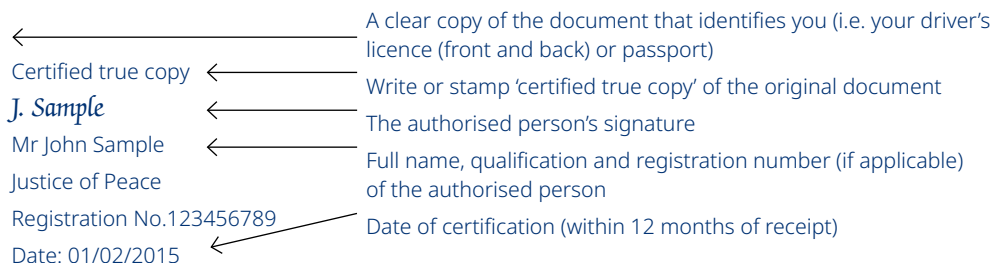 A clear copy of the document that identifies you (i.e. your driver’s
licence (front and back) or passport)
Certified true copy
Write or stamp ‘certified true copy’ of the original document
J. Sample
The authorised person’s signature
Mr John Sample
Full name, qualification and registration number (if applicable)
of the authorised person
Justice of Peace
Registration No.123456789
Date of certification (within 12 months of receipt)
Date: 01/02/2015